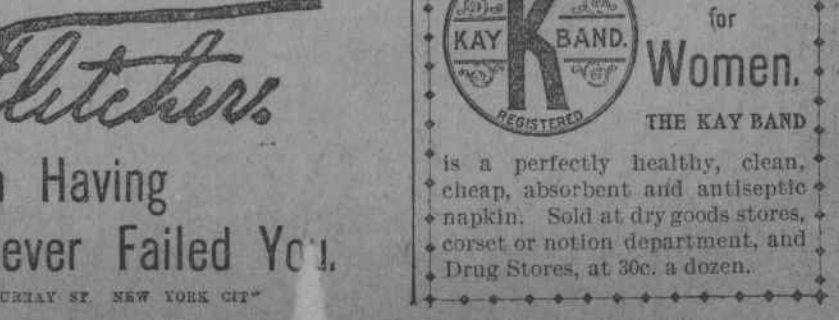 Fletcher.
Having
ever Failed You.
ST. NEW YORK CITY
K
KAY BAND.
REGISTERED
for
Women.
THE KAY BAND
is a perfectly healthy, clean,
cheap, absorbent and antiseptic
napkin. Sold at dry goods stores,
corset or notion department, and
Drug Stores, at 30c. a dozen.